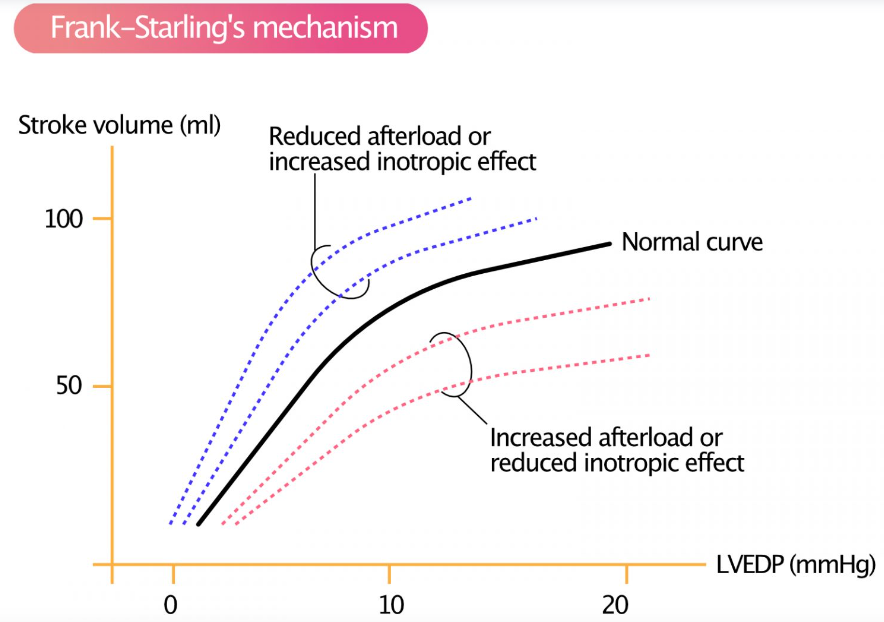 Frank–Starling's mechanism
Stroke volume (ml)
Reduced afterload or
increased inotropic effect
100
Normal curve
50
Increased afterload or
reduced inotropic effect
LVEDP (mmHg)
0
10
20